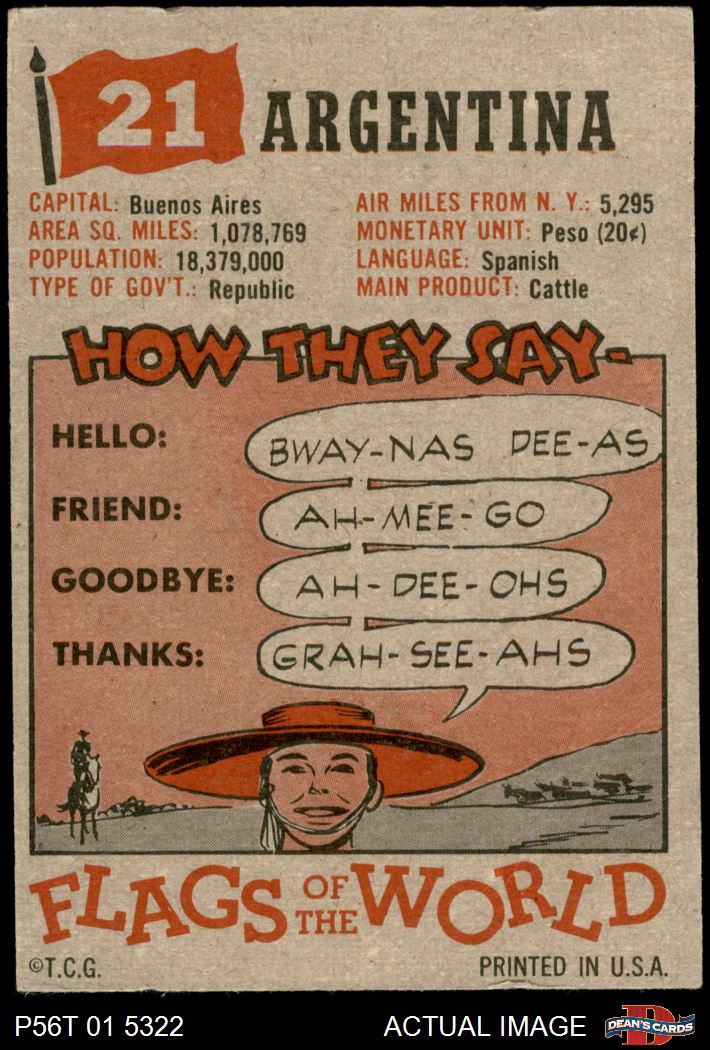 21 ARGENTINA
CAPITAL: Buenos Aires
AREA SQ. MILES: 1,078,769
POPULATION: 18,379,000
TYPE OF GOV'T.: Republic
AIR MILES FROM N. Y.: 5,295
MONETARY UNIT: Peso (20¢)
LANGUAGE: Spanish
MAIN PRODUCT: Cattle
HOW THEY SAY-
HELLO: BWAY-NAS DEE-AS
FRIEND: AH-MEE-GO
GOODBYE: AH-DEE-OHS
THANKS: GRAH-SEE-AHS
FLAGS OF THE WORLD
©T.C.G. PRINTED IN U.S.A.
P56T 01 5322 ACTUAL IMAGE D DEAN'S CARDS